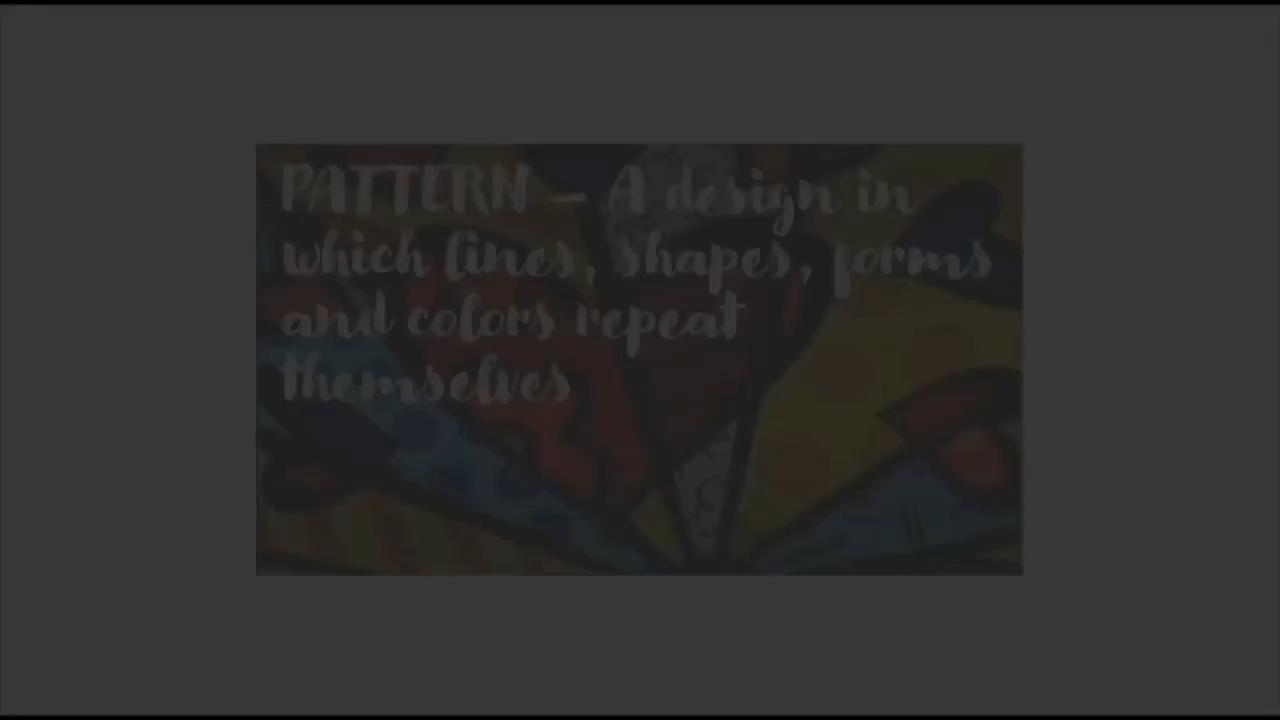 PATTERN – A design in
which lines, shapes, forms
and colors repeat
themselves